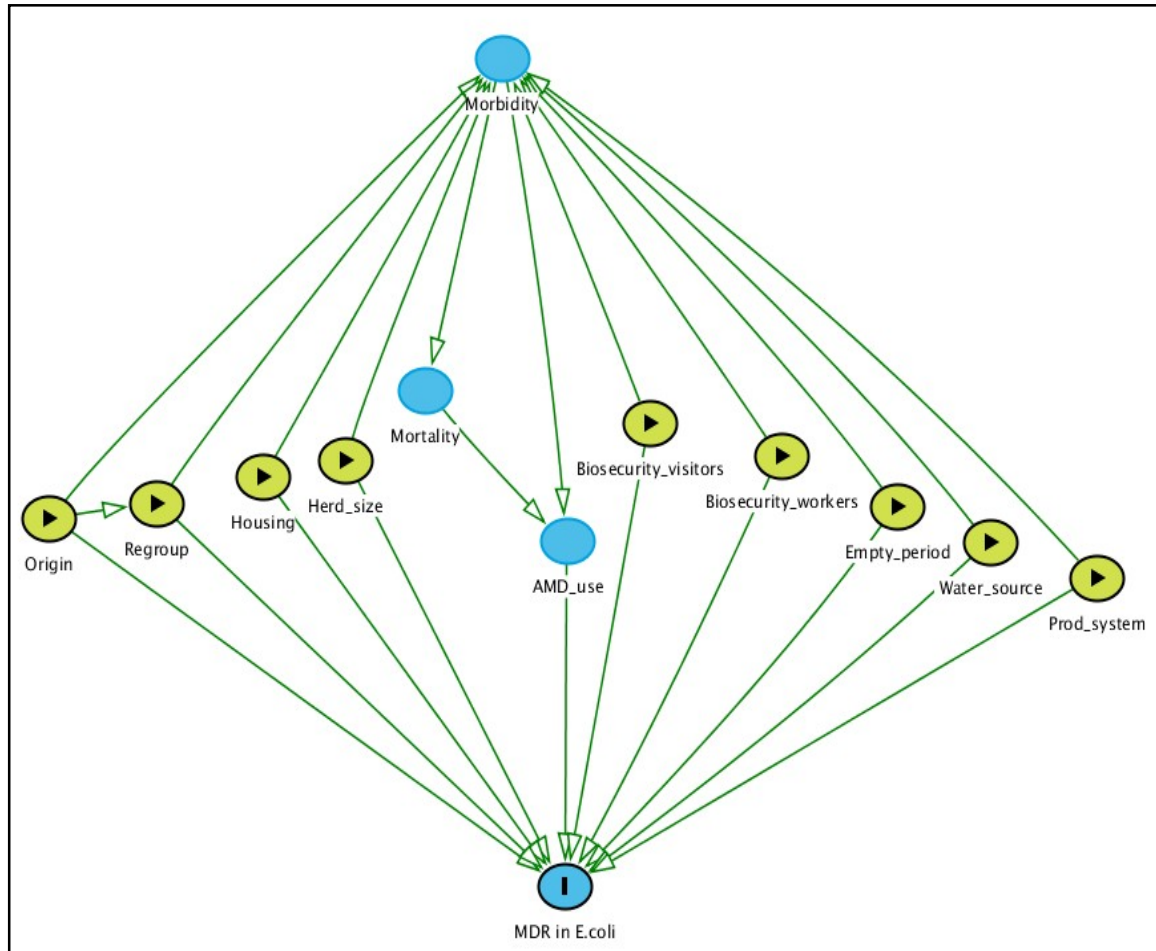 Morbidity
Mortality
Biosecurity_visitors
Biosecurity_workers
Herd_size
Housing
Regroup
Origin
Empty_period
Water_source
AMD_use
Prod_system
MDR in E.coli